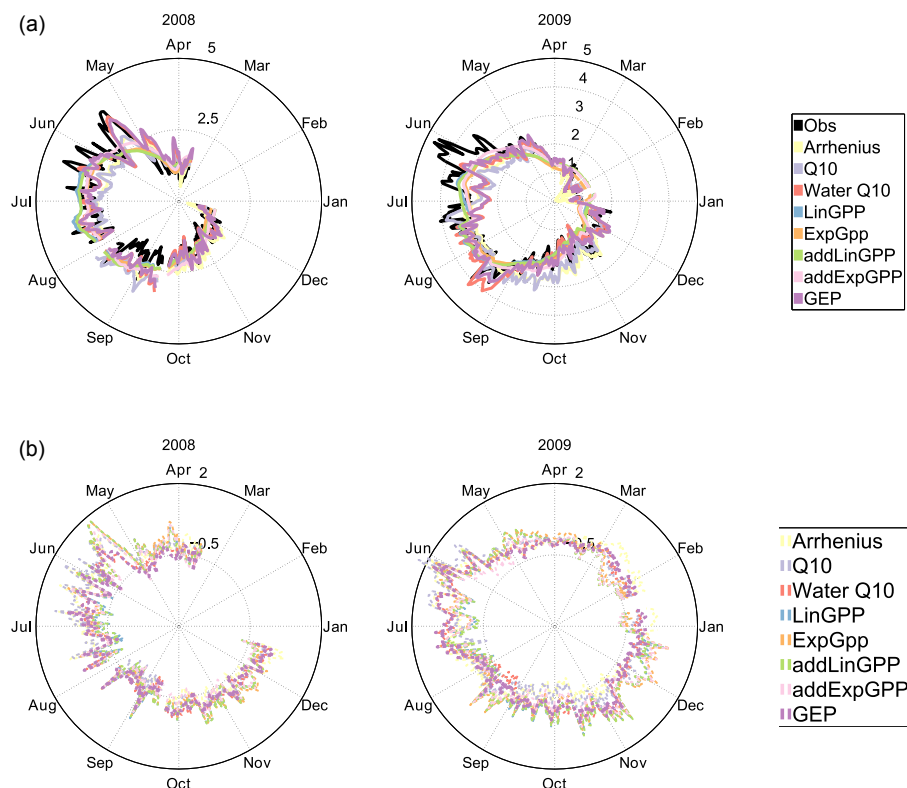 (a)
2008
Apr
5
May
Mar
2.5
Jun
Feb
Jul
Jan
Aug
Dec
Sep
Nov
Oct
2009
Apr
5
4
Mar
May
3
2
1
Jun
Feb
Jul
Jan
Aug
Dec
Sep
Nov
Oct
Obs
Arrhenius
Q10
Water Q10
LinGPP
ExpGpp
addLinGPP
addExpGPP
GEP
(b)
2008
Apr
2
May
Mar
-0.5
Jun
Feb
Jul
Jan
Aug
Dec
Sep
Nov
Oct
2009
Apr
2
May
Mar
Jun
Feb
Jul
Jan
Aug
Dec
Sep
Nov
Oct
Arrhenius
Q10
Water Q10
LinGPP
ExpGpp
addLinGPP
addExpGPP
GEP